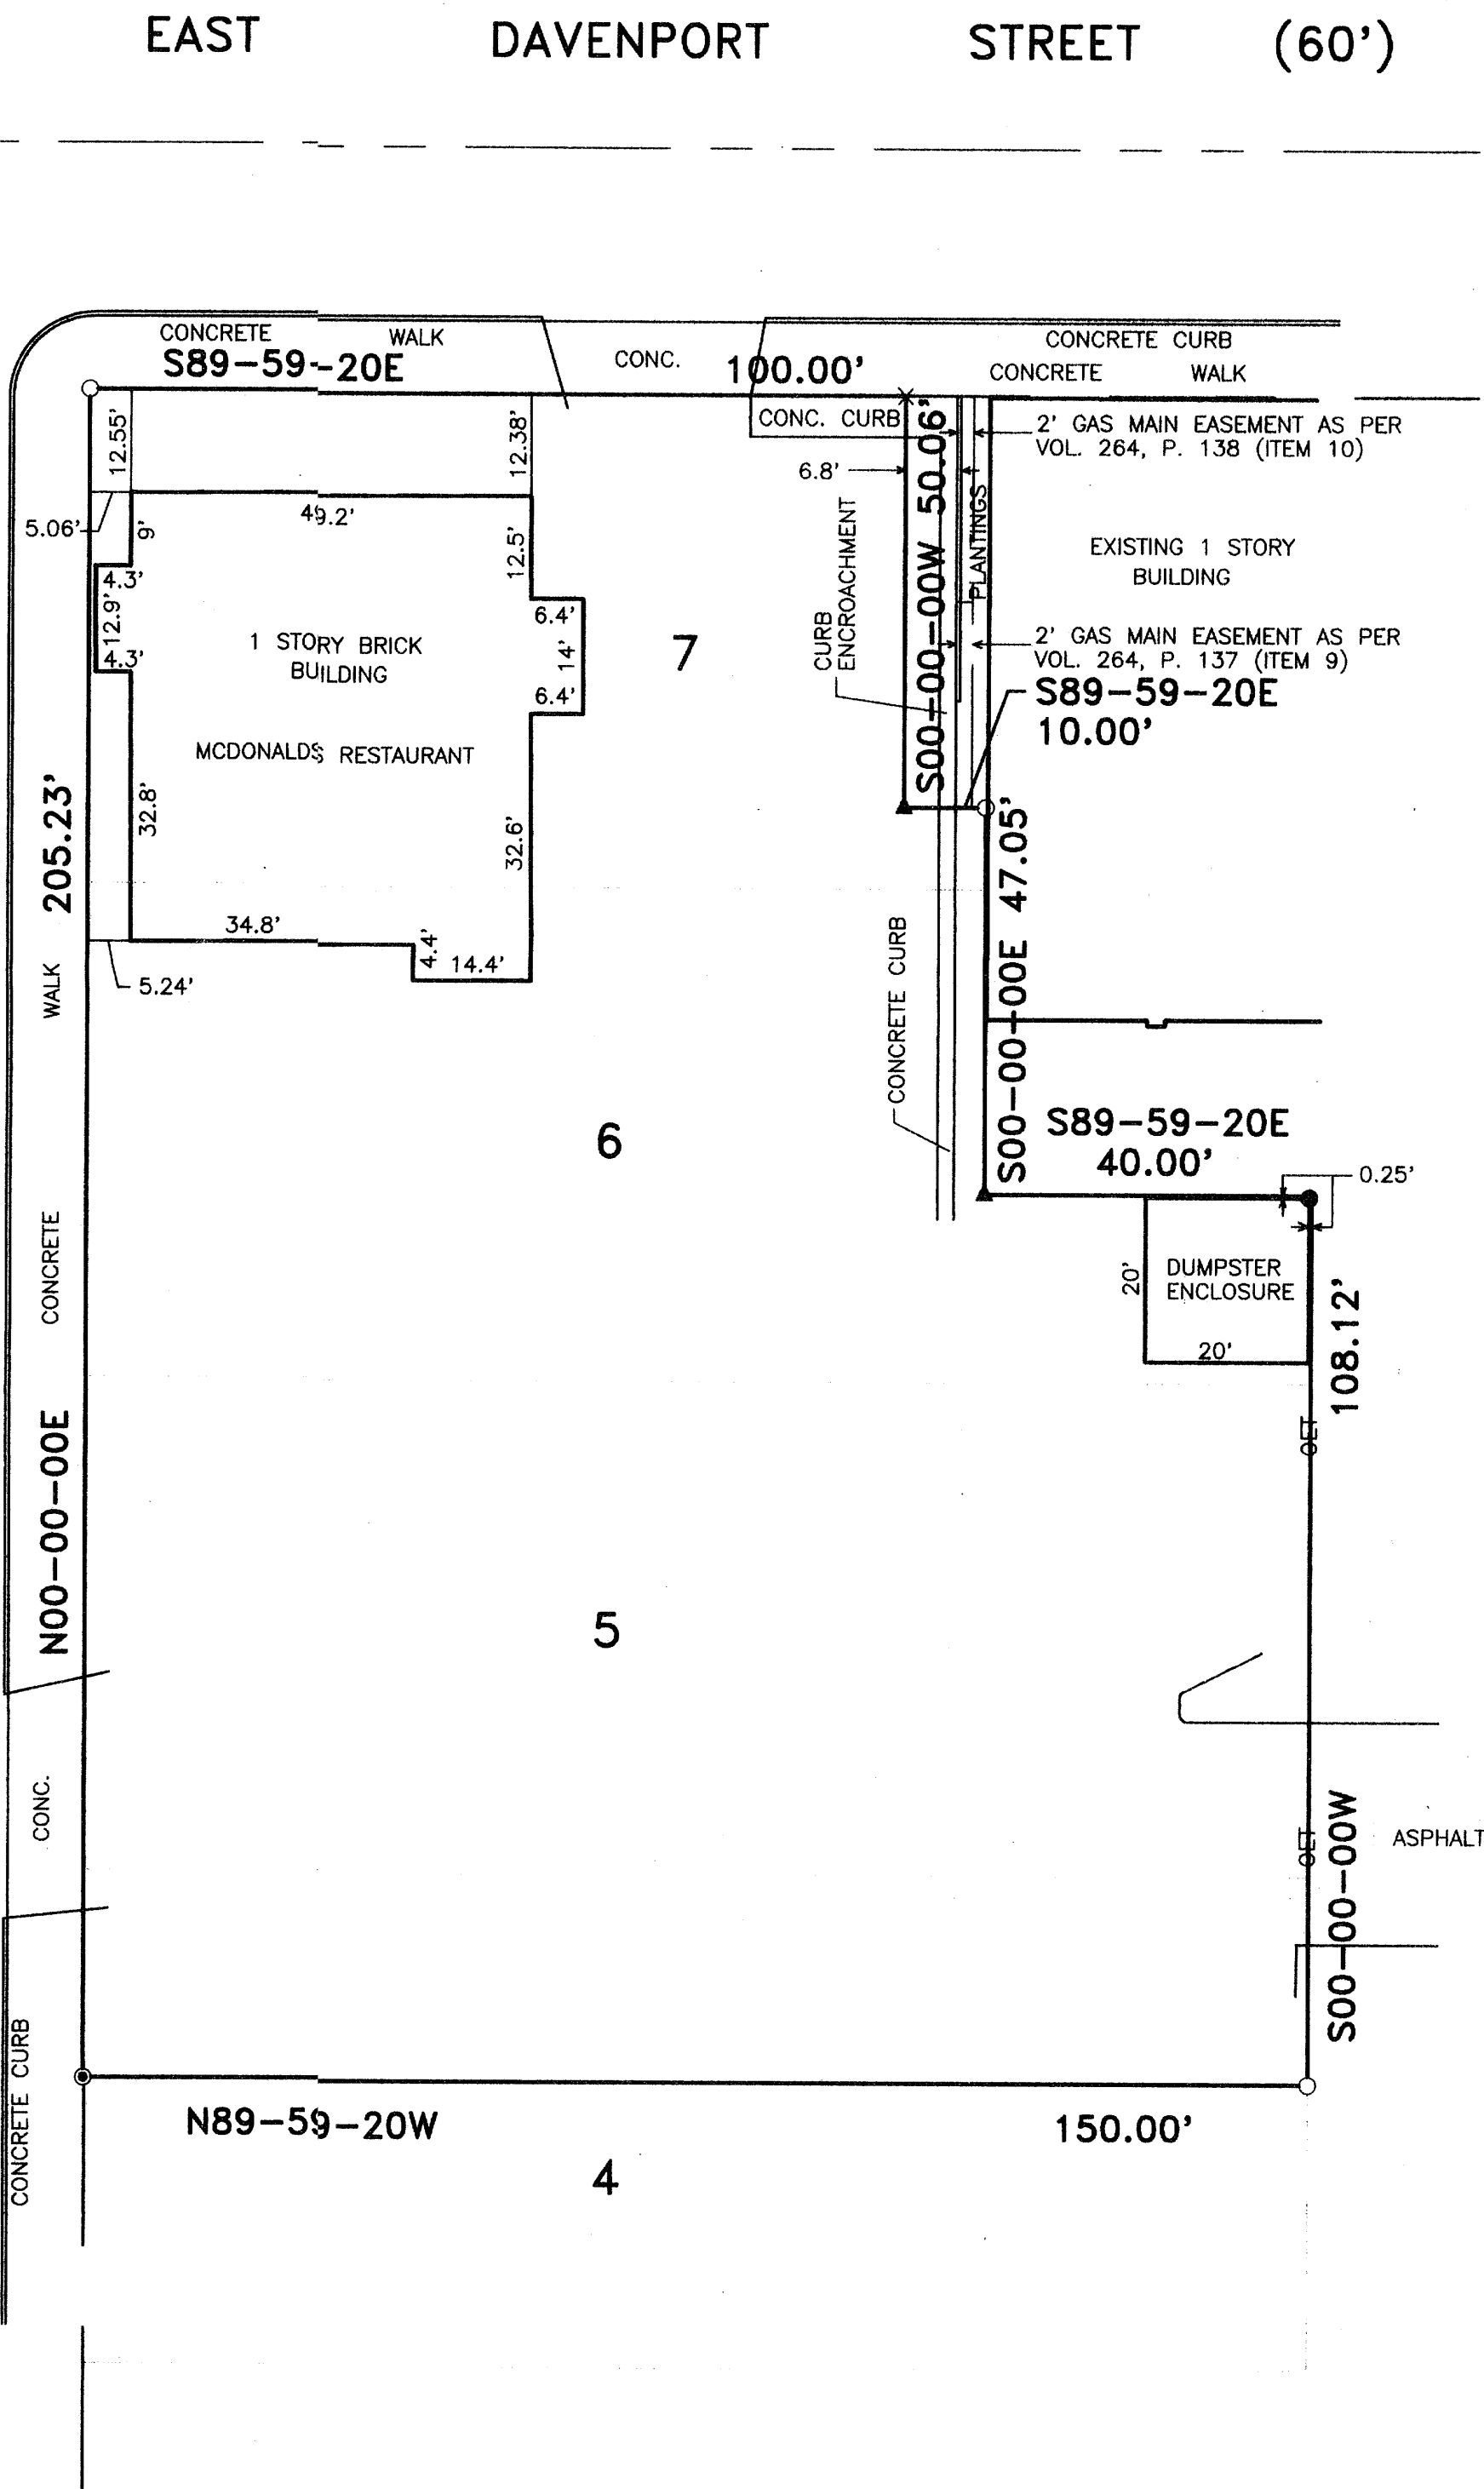 EAST DAVENPORT STREET (60')
CONCRETE WALK
S89-59-20E
CONC.
100.00'
CONCRETE CURB
CONCRETE WALK
CONC. CURB
12.55'
12.38'
6.8'
2' GAS MAIN EASEMENT AS PER
VOL. 264, P. 138 (ITEM 10)
5.06'
9'
49.2'
12.5'
S00-00-00W 50.06'
PLANTINGS
CURB
ENCROACHMENT
EXISTING 1 STORY
BUILDING
4.3'
12.9'
4.3'
6.4'
14'
6.4'
1 STORY BRICK
BUILDING
7
2' GAS MAIN EASEMENT AS PER
VOL. 264, P. 137 (ITEM 9)
S89-59-20E
10.00'
MCDONALDS RESTAURANT
32.8'
32.6'
205.23'
34.8'
4.4'
14.4'
5.24'
WALK
CONCRETE CURB
S00-00-00E 47.05'
6
S89-59-20E
40.00'
0.25'
CONCRETE
20'
DUMPSTER
ENCLOSURE
20'
108.12'
OET
N00-00-00E
5
CONC.
OET
S00-00-00W
ASPHALT
CONCRETE CURB
N89-59-20W
150.00'
4